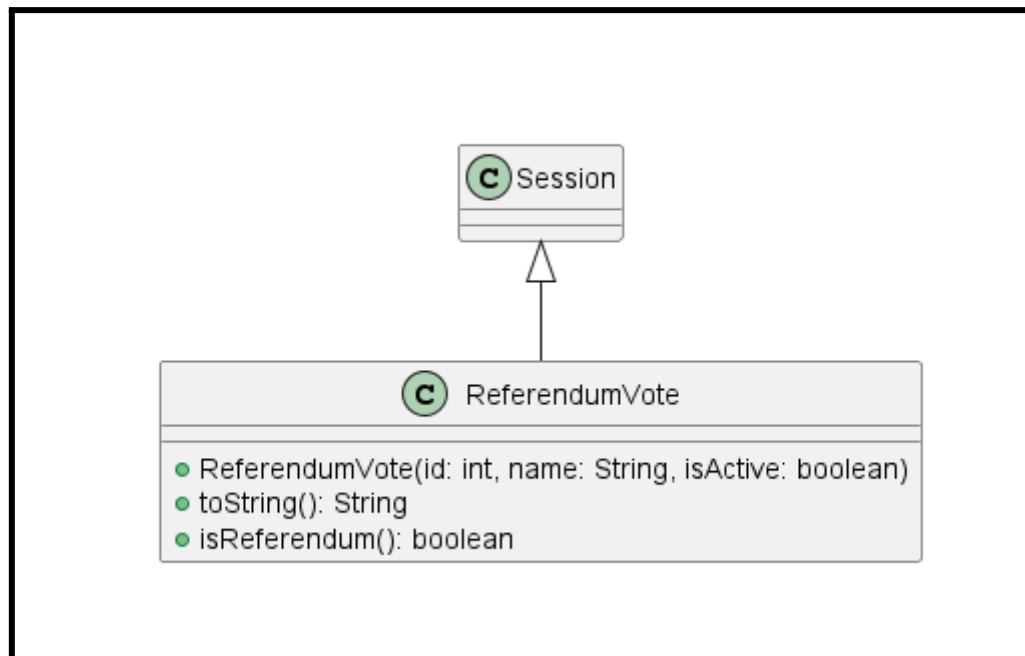 C Session
C ReferendumVote
ReferendumVote(id: int, name: String, isActive: boolean)
toString(): String
isReferendum(): boolean